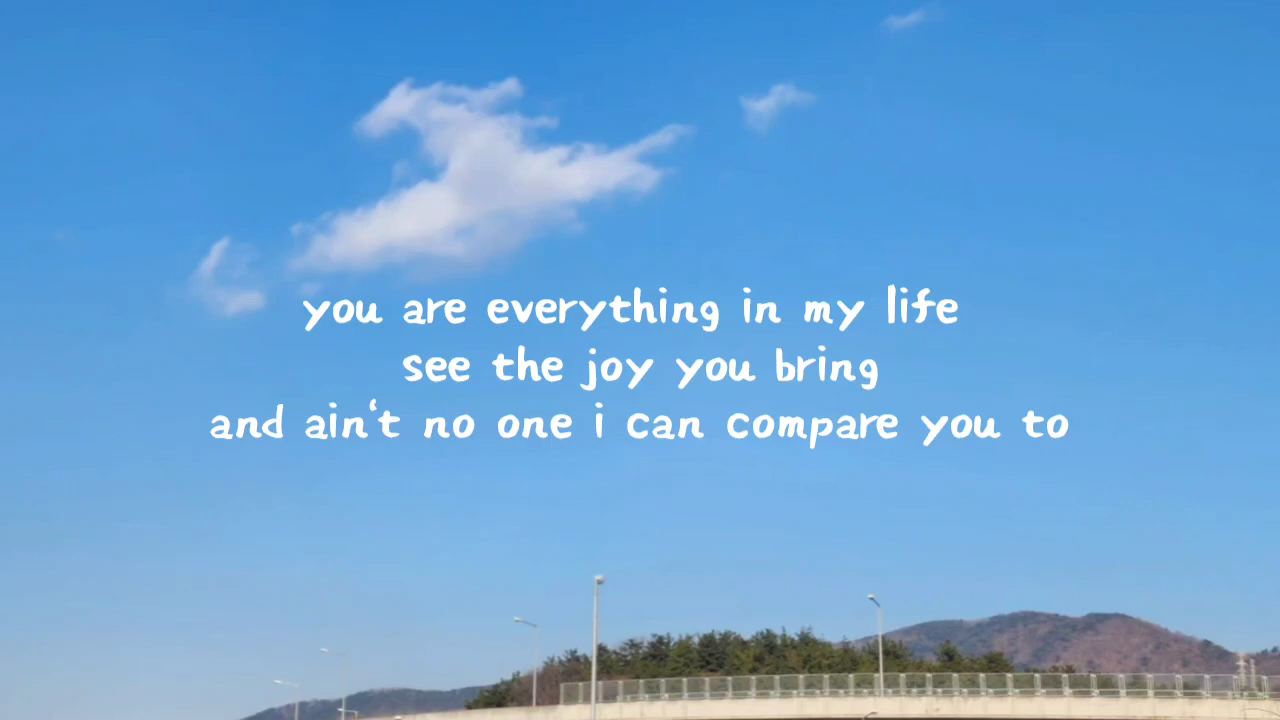 you are everything in my life
see the joy you bring
and ain‘t no one i can compare you to